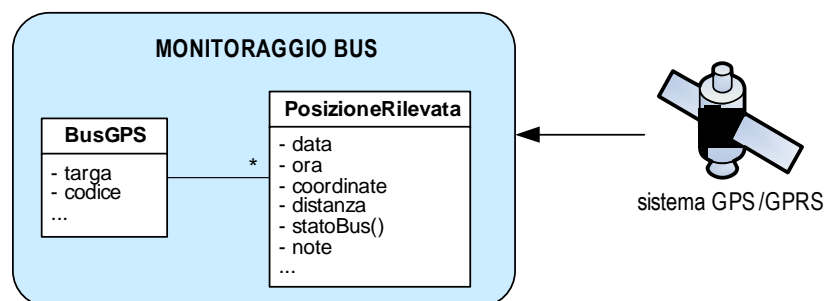 MONITORAGGIO BUS
BusGPS
- targa
- codice
...
*
PosizioneRilevata
- data
- ora
- coordinate
- distanza
- statoBus()
- note
...
sistema GPS/GPRS